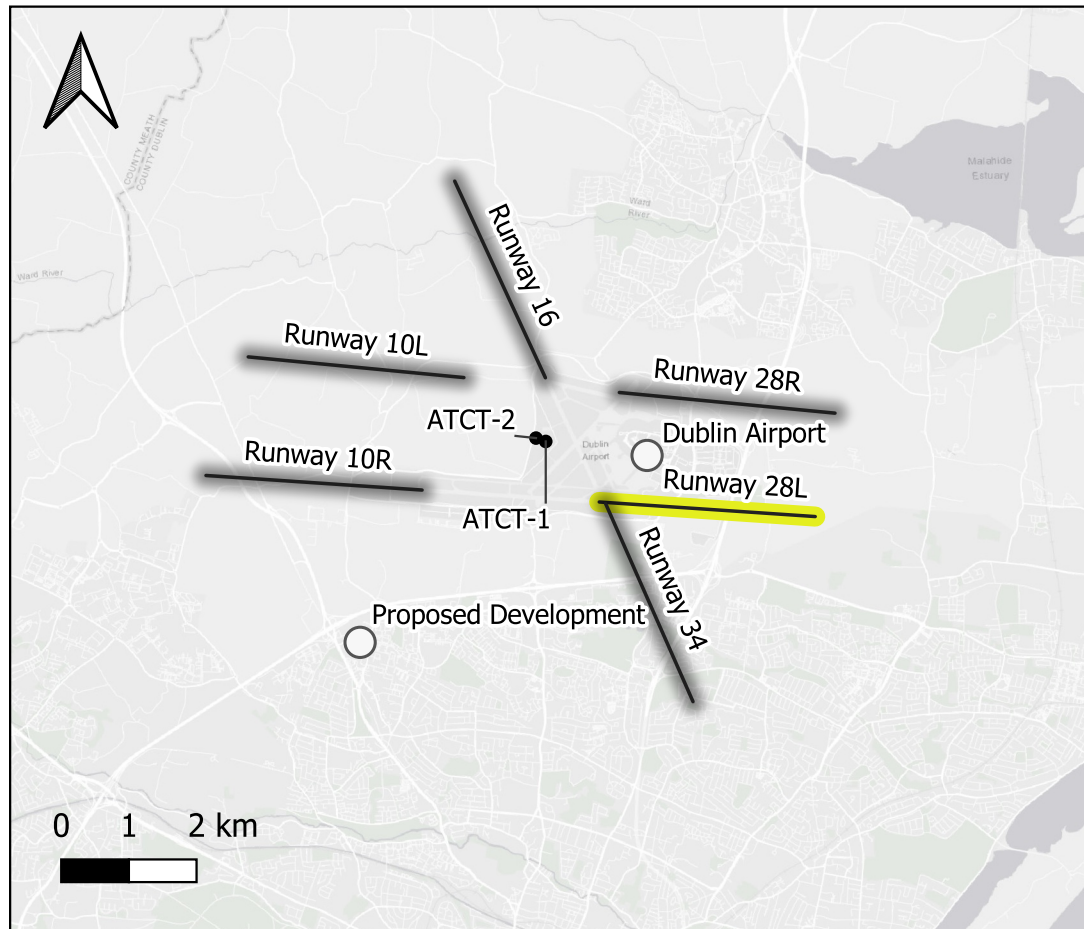 COUNTY MEATH
COUNTY DUBLIN
Malahide
Estuary
Ward
River
Ward River
Runway 16
Runway 10L
Runway 28R
ATCT-2
Dublin Airport
Dublin
Airport
Runway 10R
Runway 28L
ATCT-1
Runway 34
Proposed Development
0 1 2 km